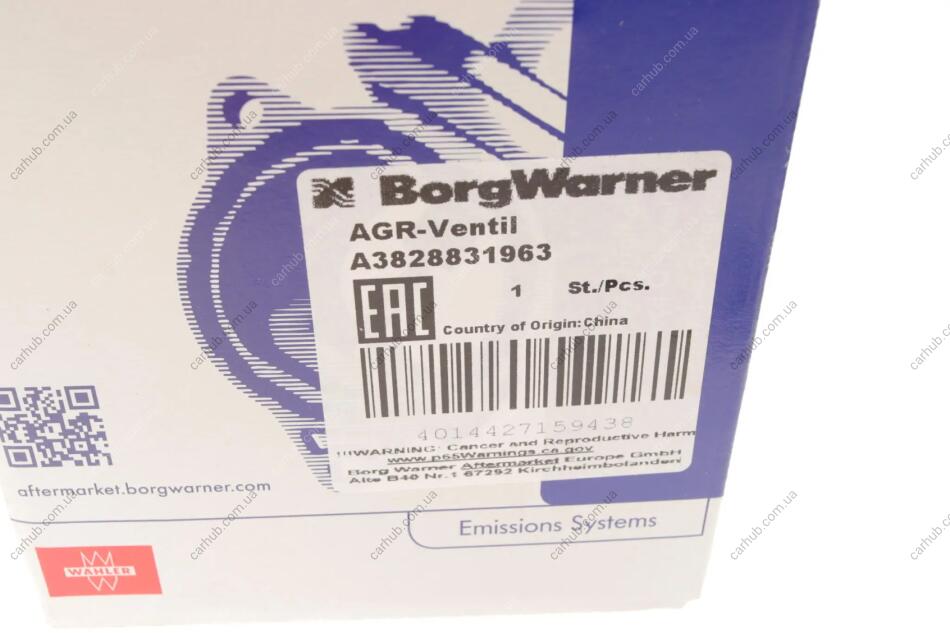 BorgWarner
AGR-Ventil
A3828831963
EAC
1 St./Pcs.
Country of Origin:China
4014427159438
!!!WARNING: Cancer and Reproductive Harm
www.p65Warnings.ca.gov
Borg Warner Aftermarket Europe GmbH
Alte B40 Nr.1 67292 Kirchheimbolanden
aftermarket.borgwarner.com
Emissions Systems
WAHLER
carhub.com.ua